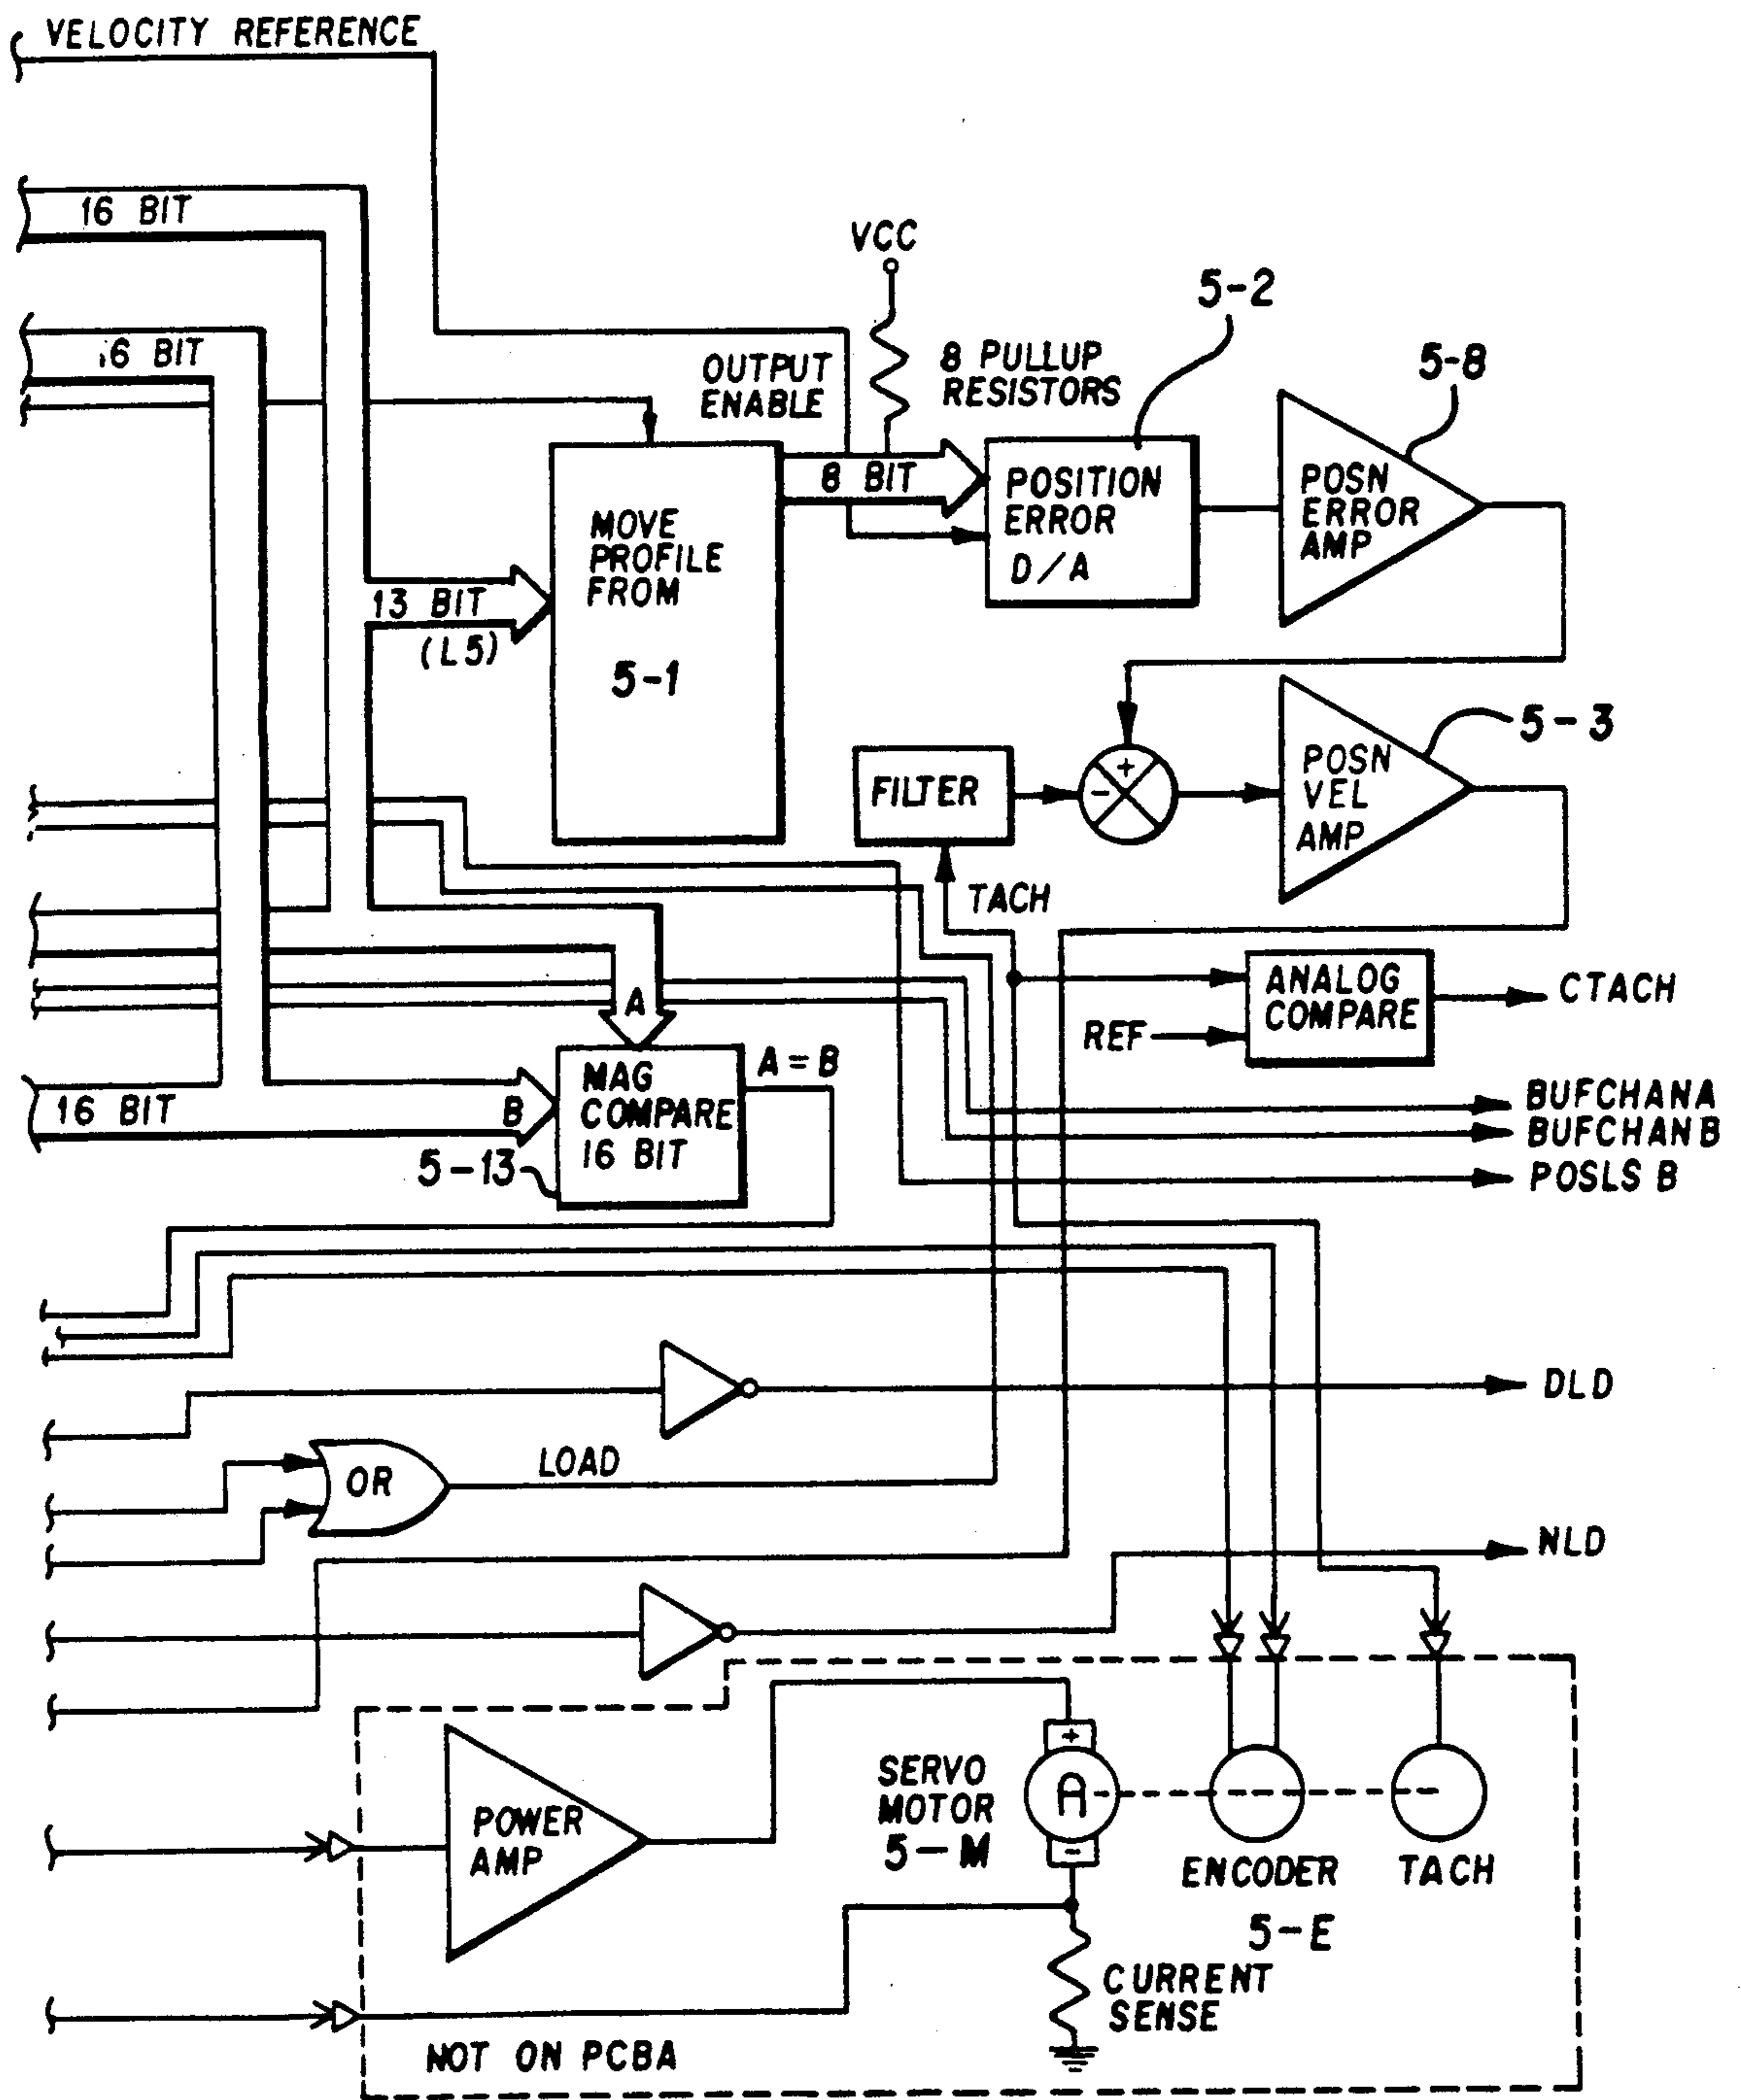 VELOCITY REFERENCE
16 BIT
VCC
5-2
16 BIT
OUTPUT
ENABLE
8 PULLUP
RESISTORS
5-8
8 BIT
POSITION
ERROR
D/A
POSN
ERROR
AMP
MOVE
PROFILE
FROM
5-1
13 BIT
(L5)
5-3
FILTER
+
-
POSN
VEL
AMP
TACH
A
ANALOG
COMPARE
CTACH
REF
MAG
COMPARE
16 BIT
A=B
16 BIT
B
5-13
BUFCHANA
BUFCHANB
POSLS B
DLD
OR
LOAD
NLD
POWER
AMP
SERVO
MOTOR
5-M
+
A
-
ENCODER
5-E
TACH
CURRENT
SENSE
NOT ON PCBA